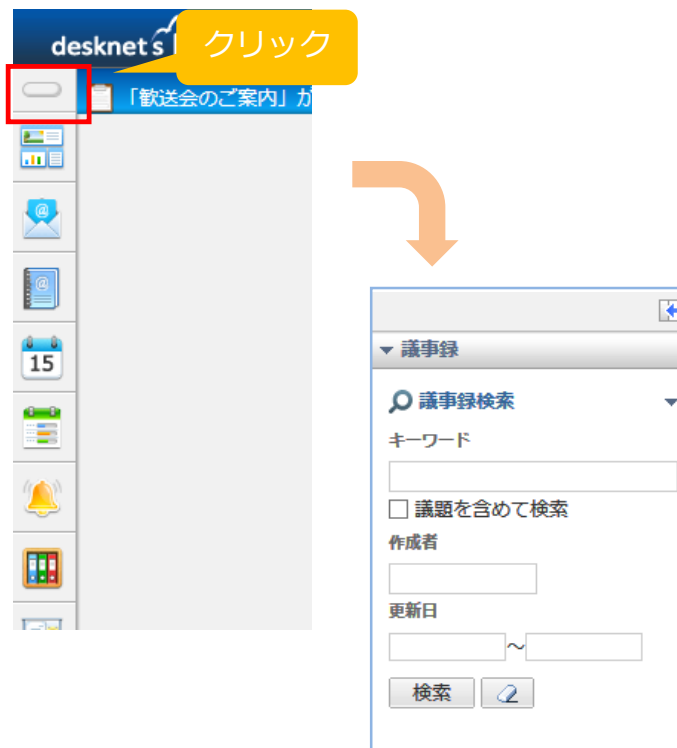 desknet's
クリック
「歓送会のご案内」が
@
@
15
議事録
議事録検索
キーワード
議題を含めて検索
作成者
更新日
～
検索